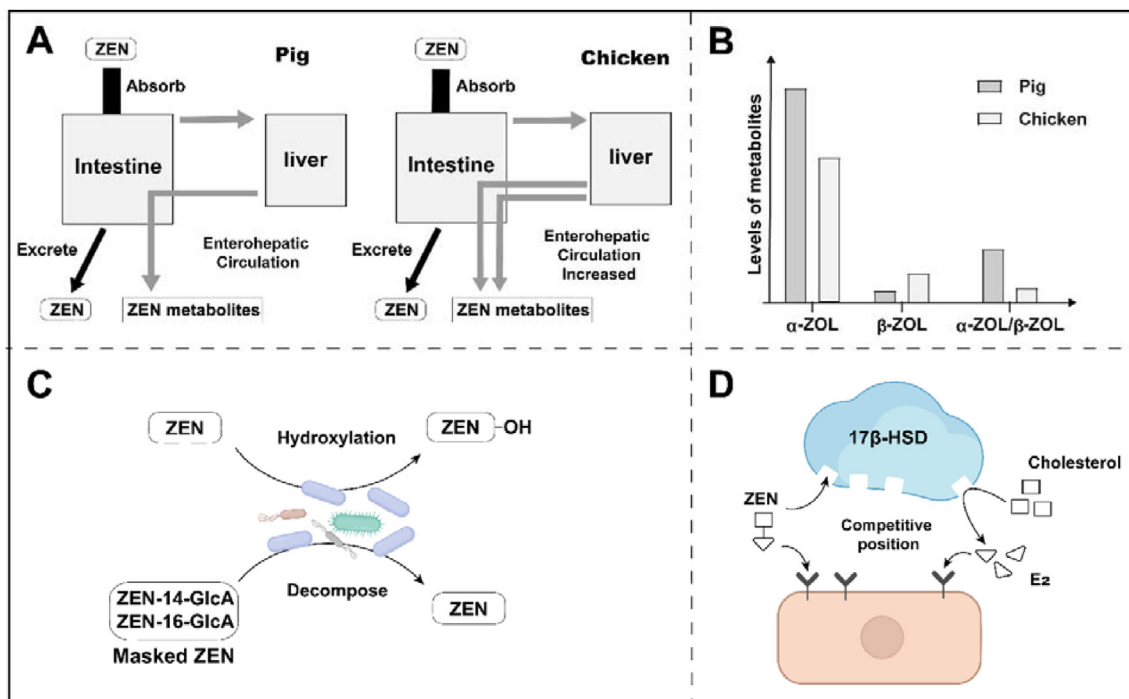 A
ZEN
Pig
Absorb
Intestine
liver
Excrete
Enterohepatic
Circulation
ZEN
ZEN metabolites
ZEN
Chicken
Absorb
Intestine
liver
Excrete
Enterohepatic
Circulation
Increased
ZEN
ZEN metabolites
B
Levels of metabolites
Pig
Chicken
α-ZOL
β-ZOL
α-ZOL/β-ZOL
C
ZEN
Hydroxylation
ZEN-OH
Decompose
ZEN-14-GlcA
ZEN-16-GlcA
Masked ZEN
ZEN
D
17β-HSD
Cholesterol
ZEN
Competitive
position
E2